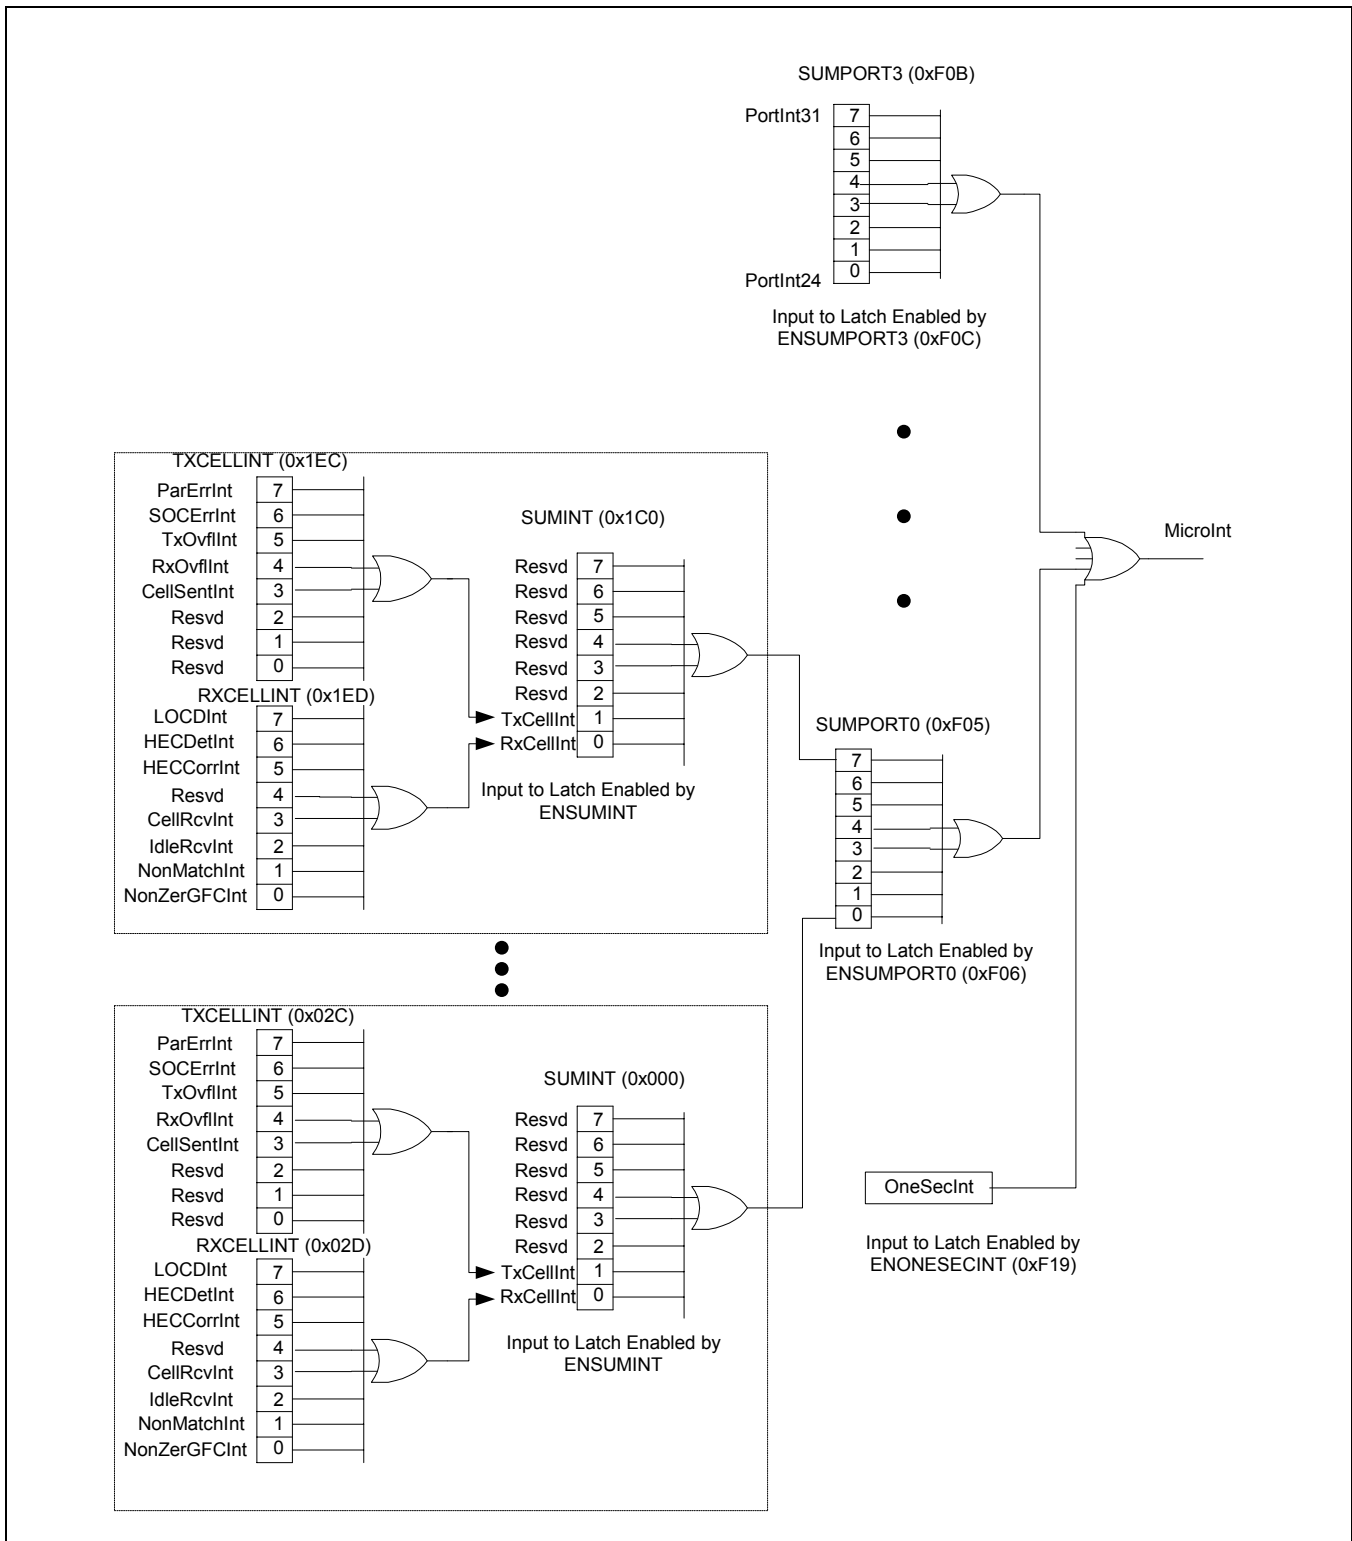 SUMPORT3 (0xF0B)
PortInt31
7
6
5
4
3
2
1
0
PortInt24
Input to Latch Enabled by
ENSUMPORT3 (0xF0C)
MicroInt
TXCELLINT (0x1EC)
ParErrInt 7
SOCErrInt 6
TxOvflInt 5
RxOvflInt 4
CellSentInt 3
Resvd 2
Resvd 1
Resvd 0
RXCELLINT (0x1ED)
LOCDInt 7
HECDetInt 6
HECCorrInt 5
Resvd 4
CellRcvInt 3
IdleRcvInt 2
NonMatchInt 1
NonZerGFCInt 0
SUMINT (0x1C0)
Resvd 7
Resvd 6
Resvd 5
Resvd 4
Resvd 3
Resvd 2
TxCellInt 1
RxCellInt 0
Input to Latch Enabled by
ENSUMINT
SUMPORT0 (0xF05)
7
6
5
4
3
2
1
0
Input to Latch Enabled by
ENSUMPORT0 (0xF06)
TXCELLINT (0x02C)
ParErrInt 7
SOCErrInt 6
TxOvflInt 5
RxOvflInt 4
CellSentInt 3
Resvd 2
Resvd 1
Resvd 0
RXCELLINT (0x02D)
LOCDInt 7
HECDetInt 6
HECCorrInt 5
Resvd 4
CellRcvInt 3
IdleRcvInt 2
NonMatchInt 1
NonZerGFCInt 0
SUMINT (0x000)
Resvd 7
Resvd 6
Resvd 5
Resvd 4
Resvd 3
Resvd 2
TxCellInt 1
RxCellInt 0
Input to Latch Enabled by
ENSUMINT
OneSecInt
Input to Latch Enabled by
ENONESECINT (0xF19)